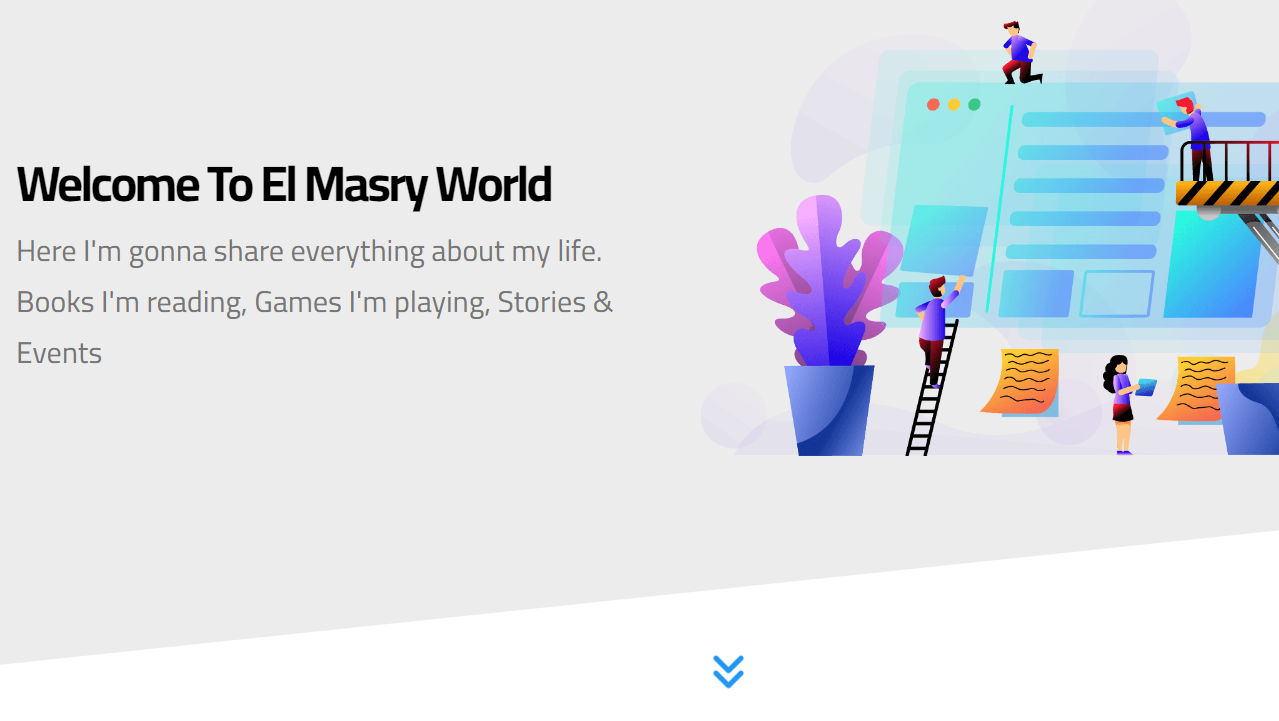 Welcome To El Masry World
Here I'm gonna share everything about my life.
Books I'm reading, Games I'm playing, Stories &
Events